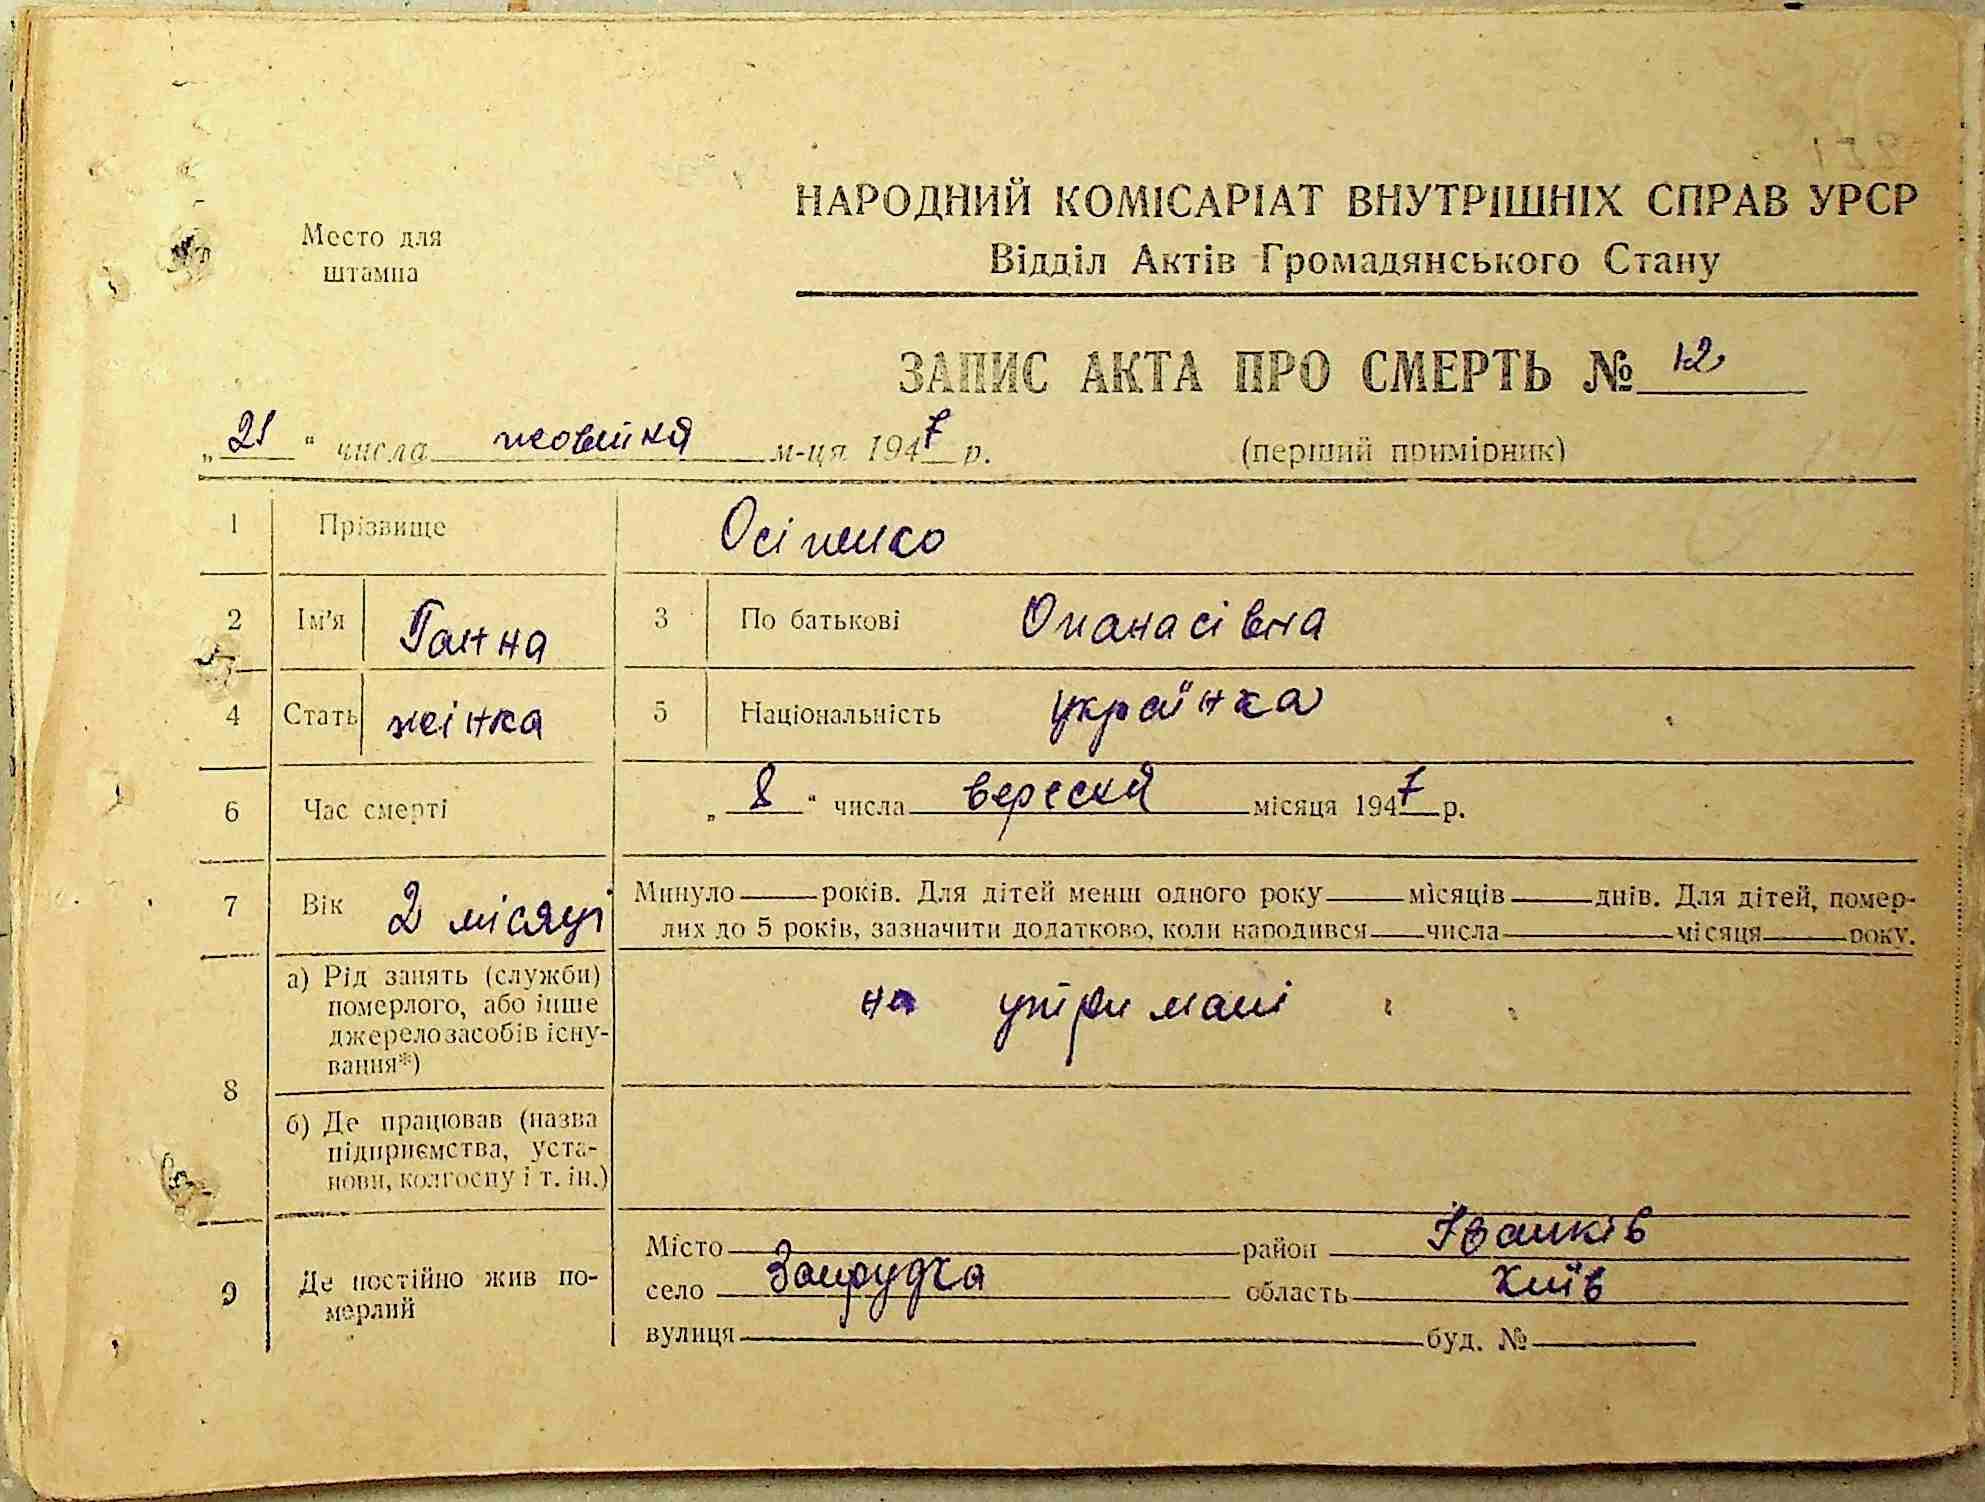 НАРОДНИЙ КОМІСАРІАТ ВНУТРІШНІХ СПРАВ УРСР
Место для
штампа
Відділ Актів Громадянського Стану
ЗАПИС АКТА ПРО СМЕРТЬ № 12
„21“ числа жовтня м-ця 1947 р. (перший примірник)
1 Прізвище Осіпенко
2 Ім'я Ганна 3 По батькові Опанасівна
4 Стать жінка 5 Національність українка
6 Час смерті „8“ числа вересня місяця 1947 р.
7 Вік 2 місяці Минуло років. Для дітей менш одного року місяців днів. Для дітей, помер-
лих до 5 років, зазначити додатково, коли народився числа місяця року.
8 а) Рід занять (служби)
померлого, або інше
джерело засобів існу-
вання*)
на утримані
б) Де працював (назва
підприємства, уста-
нови, колгоспу і т. ін.)
9 Де постійно жив по-
мерлий
Місто район Іванків
село Запрудка область Київ
вулиця буд. №